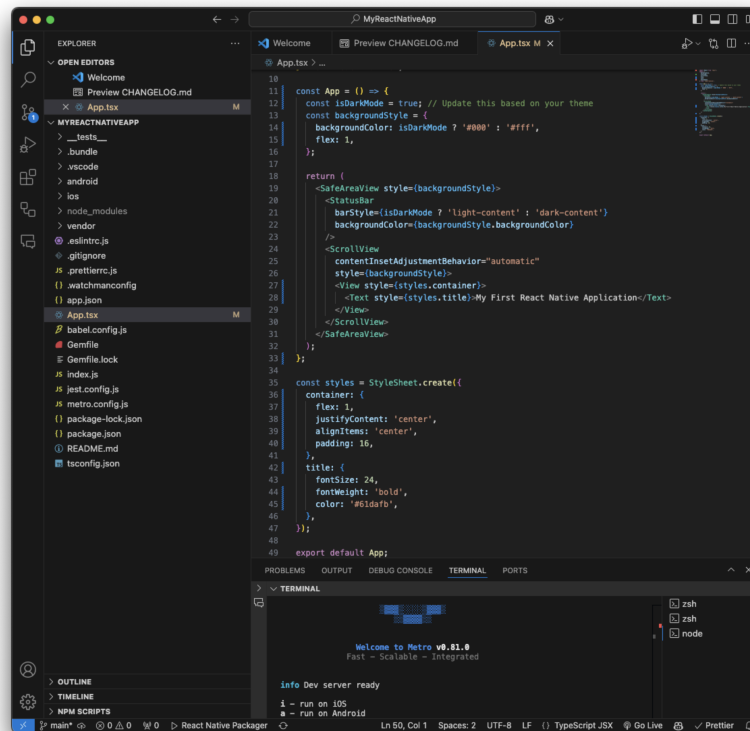 MyReactNativeApp
EXPLORER
Welcome
Preview CHANGELOG.md
App.tsx M
OPEN EDITORS
Welcome
Preview CHANGELOG.md
App.tsx M
MYREACTNATIVEAPP
__tests__
.bundle
.vscode
android
ios
node_modules
vendor
.eslintrc.js
.gitignore
JS .prettierrc.js
{} .watchmanconfig
{} app.json
App.tsx M
babel.config.js
Gemfile
Gemfile.lock
JS index.js
JS jest.config.js
JS metro.config.js
{} package-lock.json
{} package.json
README.md
tsconfig.json
OUTLINE
TIMELINE
NPM SCRIPTS
1
App.tsx > ...
10
11 const App = () => {
12 const isDarkMode = true; // Update this based on your theme
13 const backgroundStyle = {
14 backgroundColor: isDarkMode ? '#000' : '#fff',
15 flex: 1,
16 };
17
18 return (
19 <SafeAreaView style={backgroundStyle}>
20 <StatusBar
21 barStyle={isDarkMode ? 'light-content' : 'dark-content'}
22 backgroundColor={backgroundStyle.backgroundColor}
23 />
24 <ScrollView
25 contentInsetAdjustmentBehavior="automatic"
26 style={backgroundStyle}>
27 <View style={styles.container}>
28 <Text style={styles.title}>My First React Native Application</Text>
29 </View>
30 </ScrollView>
31 </SafeAreaView>
32 );
33 };
34
35 const styles = StyleSheet.create({
36 container: {
37 flex: 1,
38 justifyContent: 'center',
39 alignItems: 'center',
40 padding: 16,
41 },
42 title: {
43 fontSize: 24,
44 fontWeight: 'bold',
45 color: '#61dafb',
46 },
47 });
48
49 export default App;
PROBLEMS OUTPUT DEBUG CONSOLE TERMINAL PORTS
TERMINAL
Welcome to Metro v0.81.0
Fast - Scalable - Integrated
info Dev server ready
i - run on iOS
a - run on Android
zsh
zsh
node
main* 0 0 0 React Native Packager Ln 50, Col 1 Spaces: 2 UTF-8 LF {} TypeScript JSX Go Live Prettier